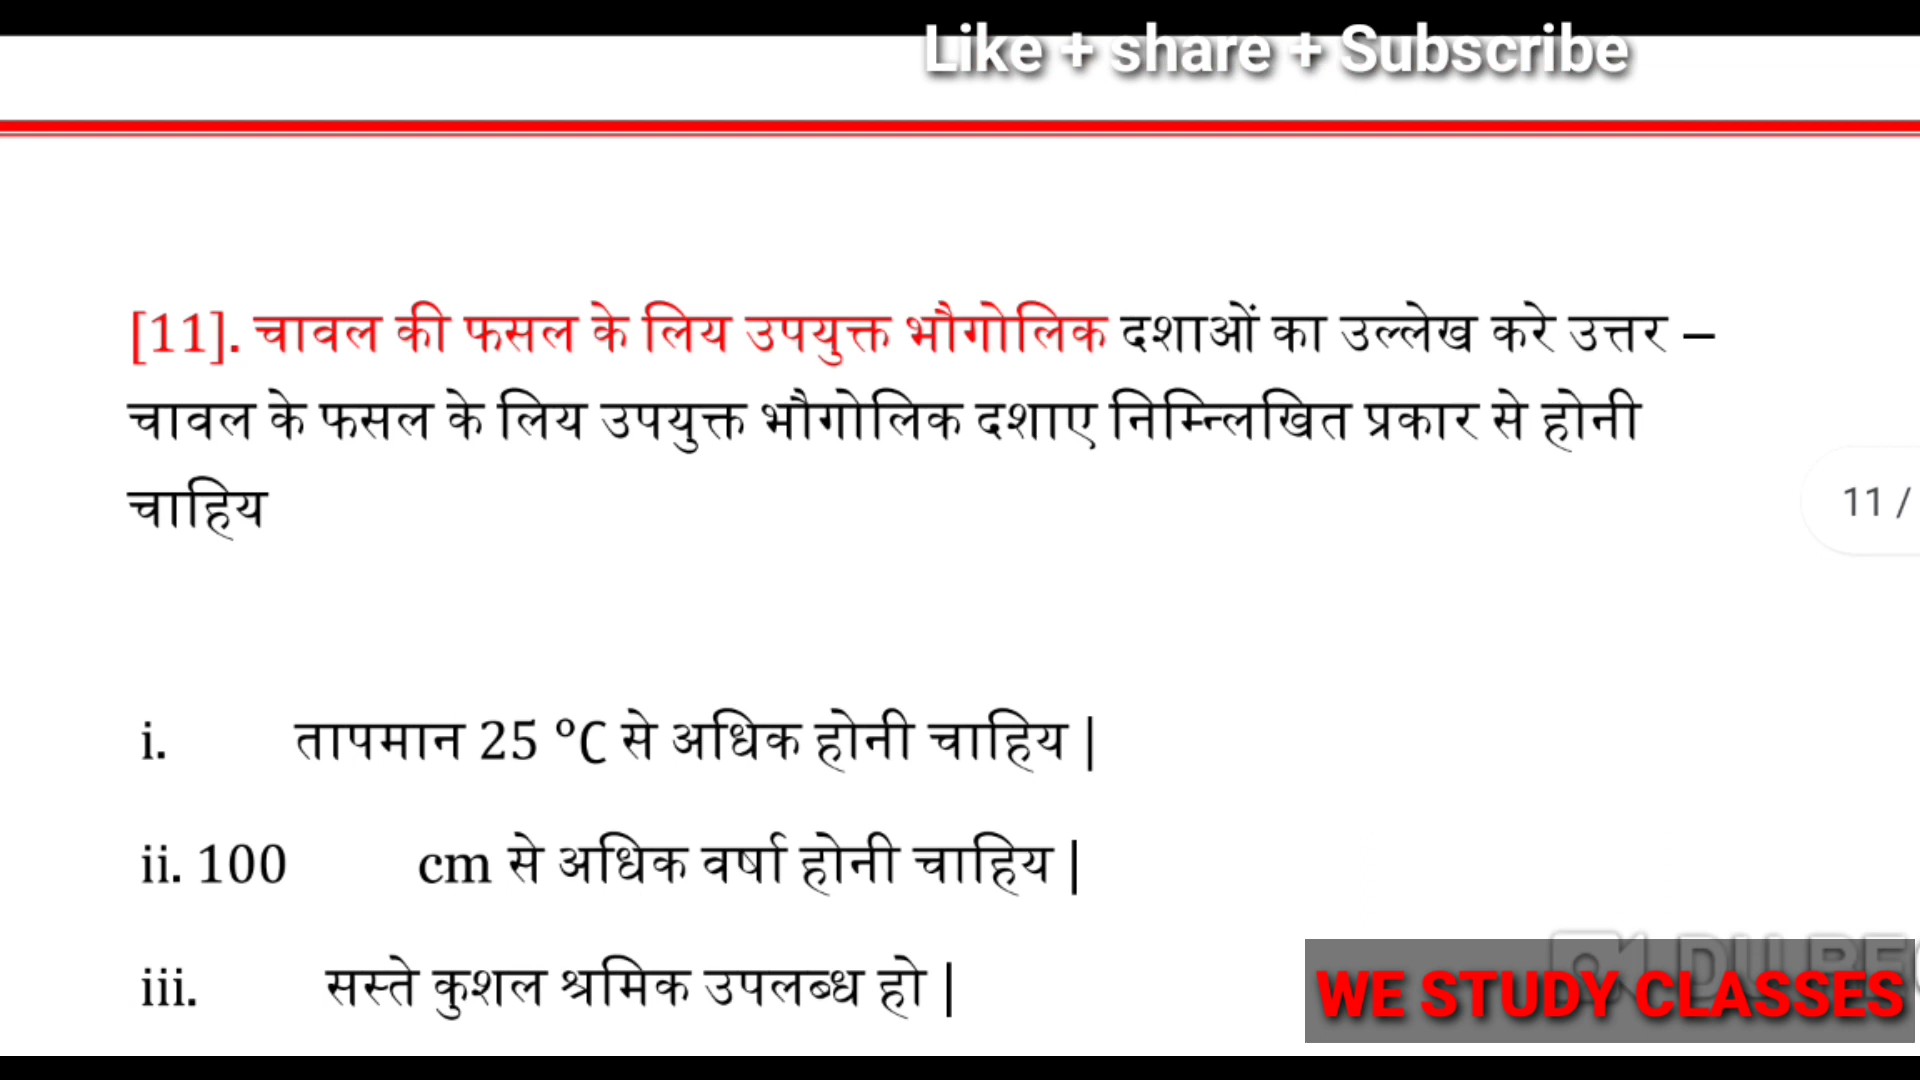 Like + share + Subscribe
[11]. चावल की फसल के लिय उपयुक्त भौगोलिक दशाओं का उल्लेख करे उत्तर –
चावल के फसल के लिय उपयुक्त भौगोलिक दशाए निम्न्लिखित प्रकार से होनी
चाहिय
11 /
i. तापमान 25 °C से अधिक होनी चाहिय |
ii. 100 cm से अधिक वर्षा होनी चाहिय |
iii. सस्ते कुशल श्रमिक उपलब्ध हो |
WE STUDY CLASSES